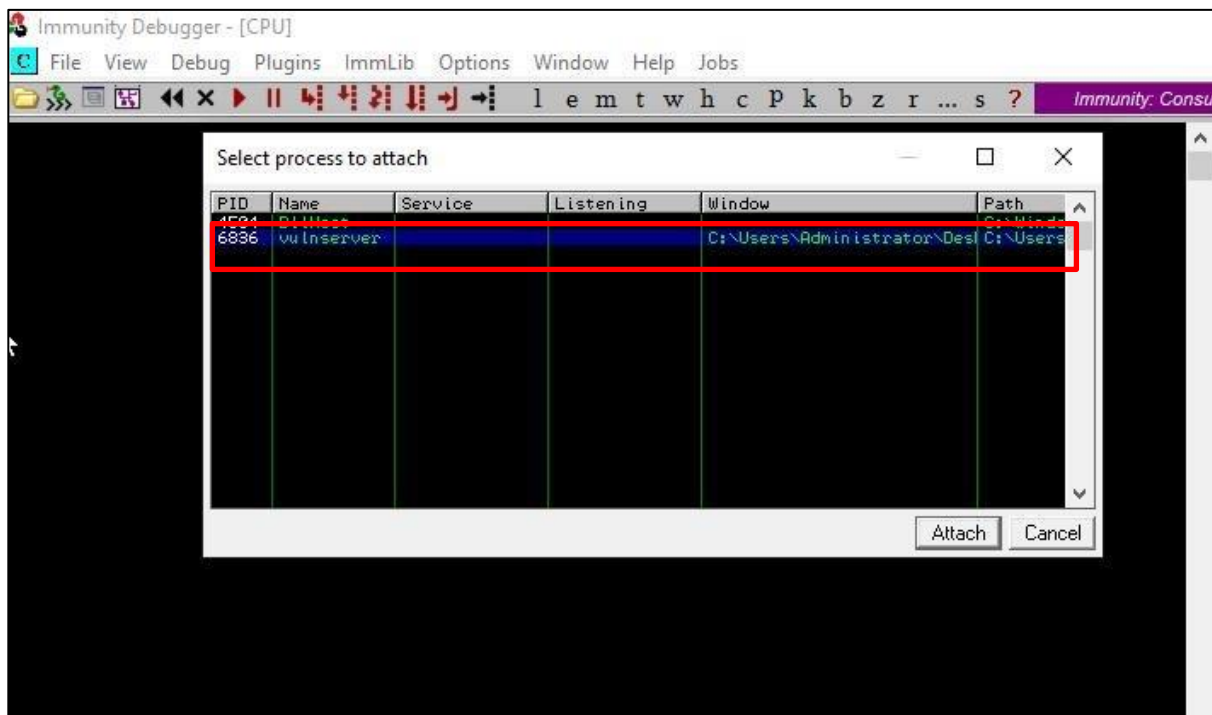 Immunity Debugger - [CPU]
C File View Debug Plugins ImmLib Options Window Help Jobs
l e m t w h c P k b z r ... s ? Immunity: Consu
Select process to attach
PID Name Service Listening Window Path
6836 vulnserver C:\Users\Administrator\Desl C:\Users
Attach Cancel